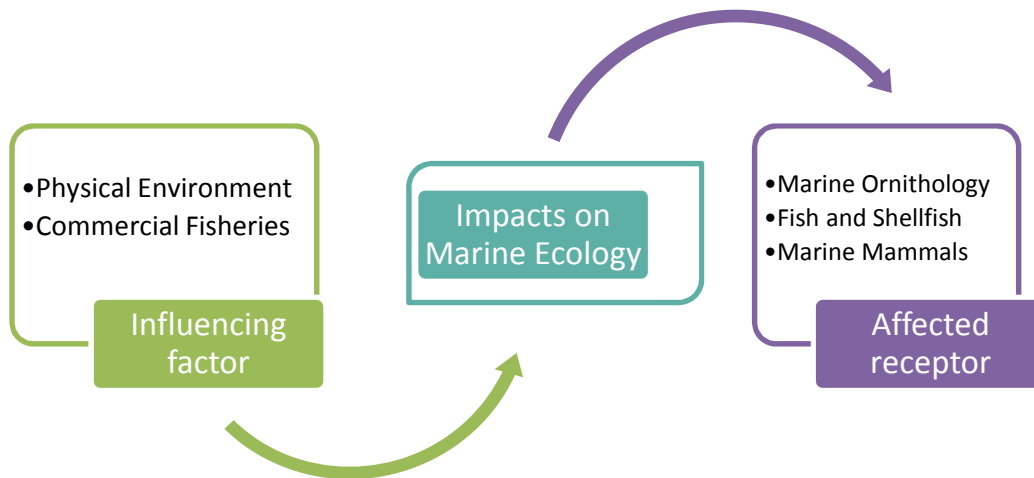 •Physical Environment
•Commercial Fisheries
Influencing
factor
Impacts on
Marine Ecology
•Marine Ornithology
•Fish and Shellfish
•Marine Mammals
Affected
receptor